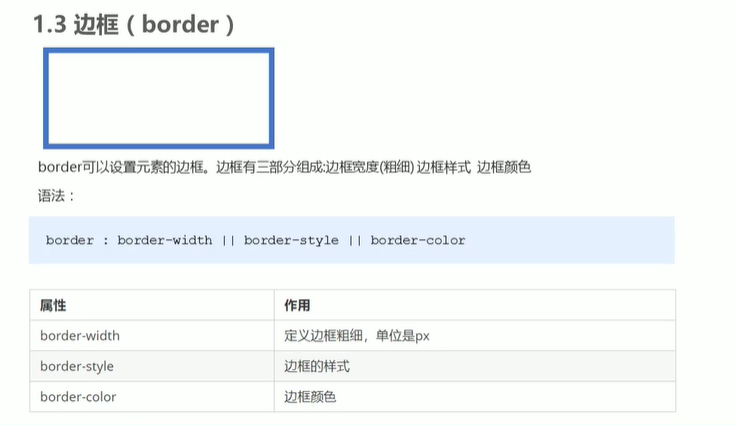 1.3 边框（border）
border可以设置元素的边框。边框有三部分组成:边框宽度(粗细) 边框样式 边框颜色
语法：
border : border-width || border-style || border-color
属性 作用
border-width 定义边框粗细，单位是px
border-style 边框的样式
border-color 边框颜色